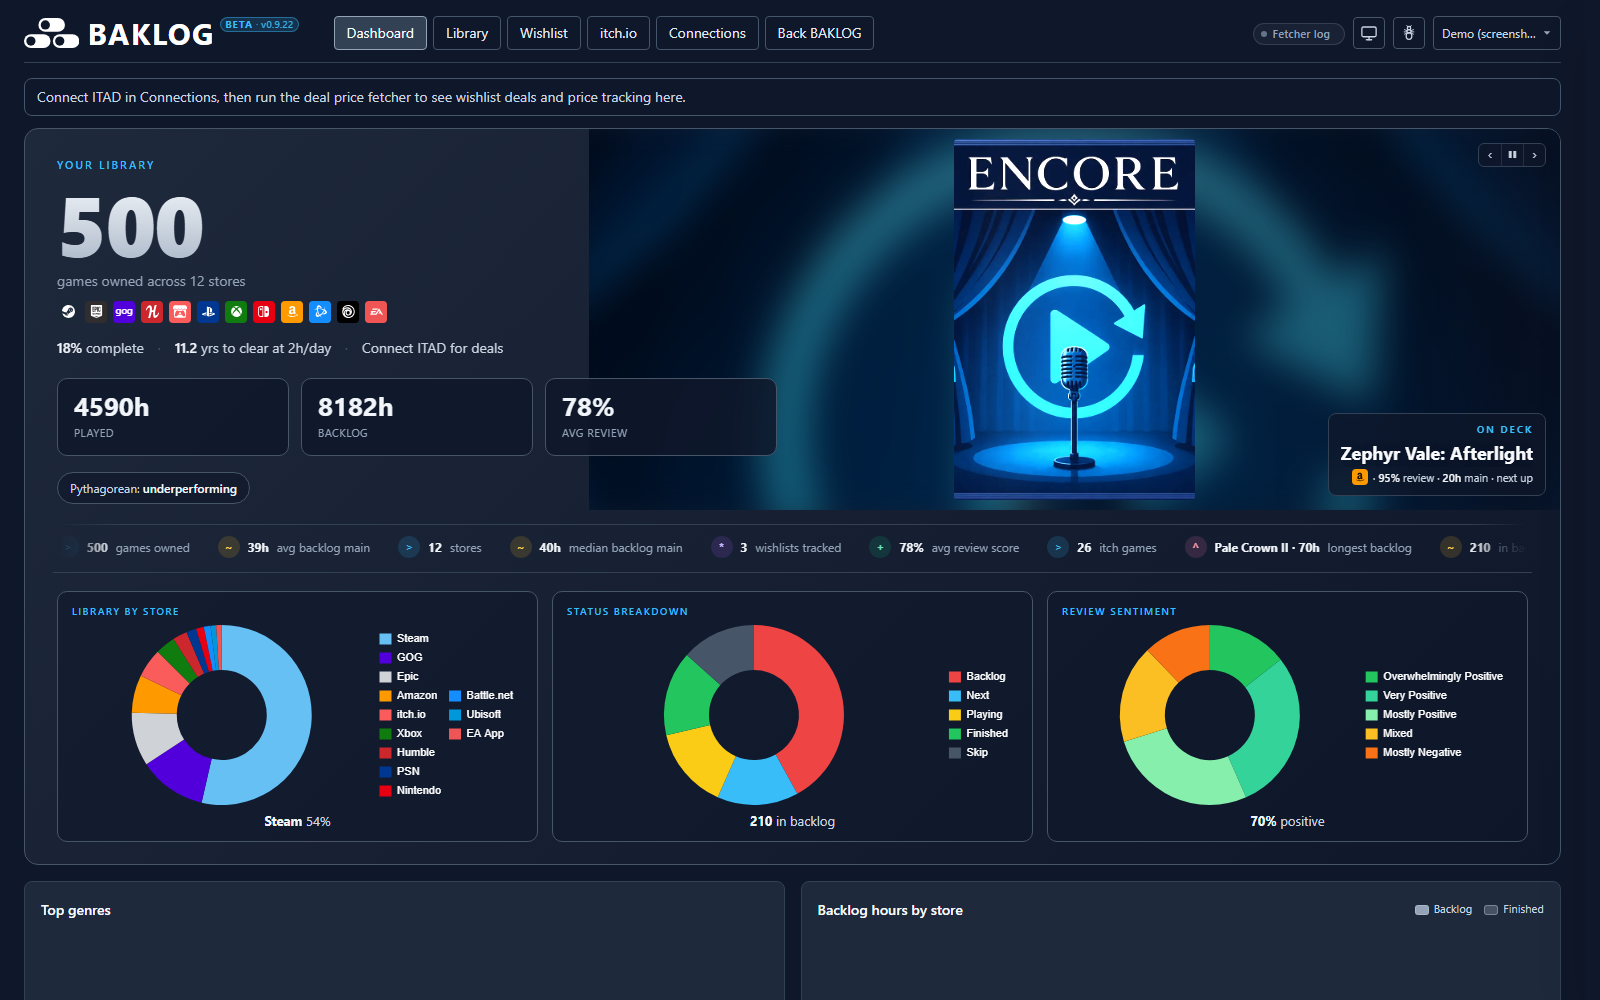 BAKLOG
BETA · v0.9.22
Dashboard
Library
Wishlist
itch.io
Connections
Back BAKLOG
Fetcher log
Demo (screensh...
Connect ITAD in Connections, then run the deal price fetcher to see wishlist deals and price tracking here.
YOUR LIBRARY
500
games owned across 12 stores
EPIC
gog
H
a
EA
18% complete · 11.2 yrs to clear at 2h/day · Connect ITAD for deals
4590h
PLAYED
8182h
BACKLOG
78%
AVG REVIEW
Pythagorean: underperforming
ENCORE
ON DECK
Zephyr Vale: Afterlight
a · 95% review · 20h main · next up
> 500 games owned
~ 39h avg backlog main
> 12 stores
~ 40h median backlog main
* 3 wishlists tracked
+ 78% avg review score
> 26 itch games
^ Pale Crown II · 70h longest backlog
~ 210 in ba
LIBRARY BY STORE
Steam
GOG
Epic
Amazon
itch.io
Xbox
Humble
PSN
Nintendo
Battle.net
Ubisoft
EA App
Steam 54%
STATUS BREAKDOWN
Backlog
Next
Playing
Finished
Skip
210 in backlog
REVIEW SENTIMENT
Overwhelmingly Positive
Very Positive
Mostly Positive
Mixed
Mostly Negative
70% positive
Top genres
Backlog hours by store
Backlog
Finished